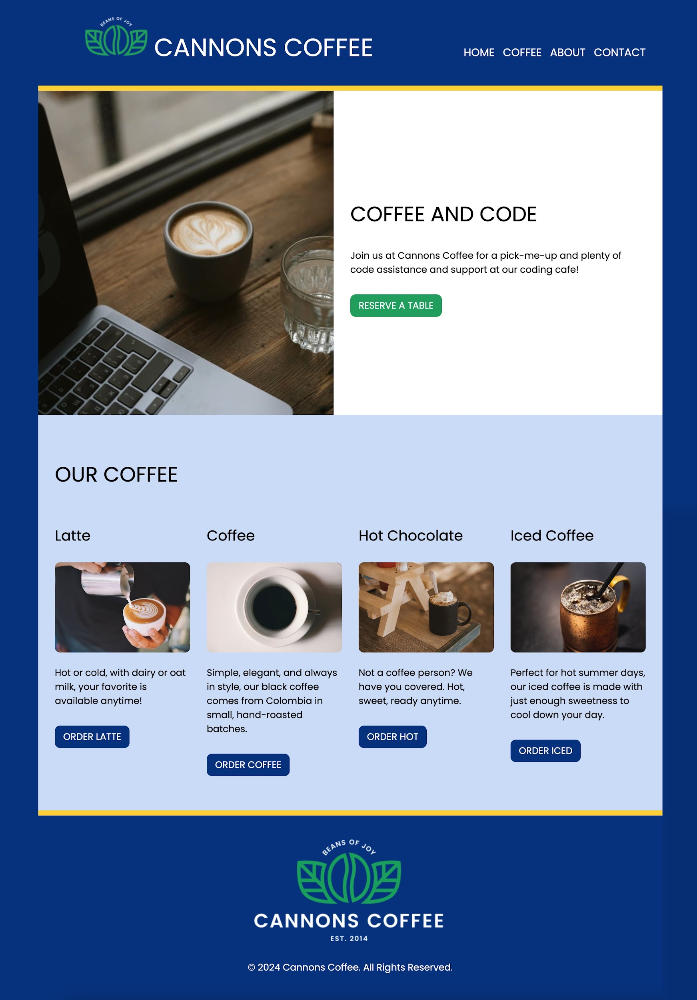 BEANS OF JOY
CANNONS COFFEE
HOME COFFEE ABOUT CONTACT
COFFEE AND CODE
Join us at Cannons Coffee for a pick-me-up and plenty of
code assistance and support at our coding cafe!
RESERVE A TABLE
OUR COFFEE
Latte
Hot or cold, with dairy or oat
milk, your favorite is
available anytime!
ORDER LATTE
Coffee
Simple, elegant, and always
in style, our black coffee
comes from Colombia in
small, hand-roasted
batches.
ORDER COFFEE
Hot Chocolate
Not a coffee person? We
have you covered. Hot,
sweet, ready anytime.
ORDER HOT
Iced Coffee
Perfect for hot summer days,
our iced coffee is made with
just enough sweetness to
cool down your day.
ORDER ICED
BEANS OF JOY
CANNONS COFFEE
EST. 2014
© 2024 Cannons Coffee. All Rights Reserved.